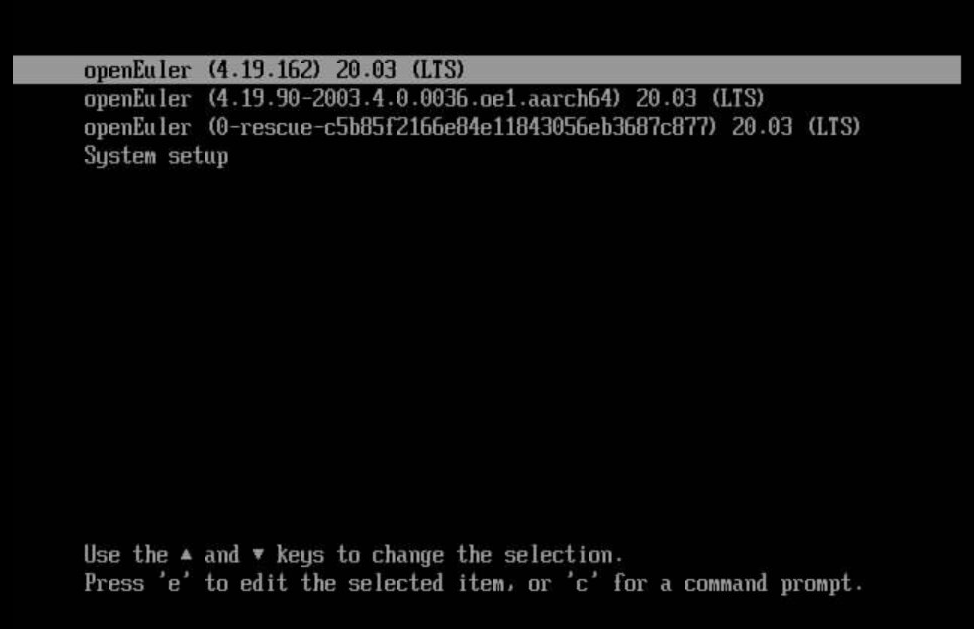 openEuler (4.19.162) 20.03 (LTS)
openEuler (4.19.90-2003.4.0.0036.oe1.aarch64) 20.03 (LTS)
openEuler (0-rescue-c5b85f2166e84e11843056eb3687c877) 20.03 (LTS)
System setup
Use the ▲ and ▼ keys to change the selection.
Press 'e' to edit the selected item, or 'c' for a command prompt.